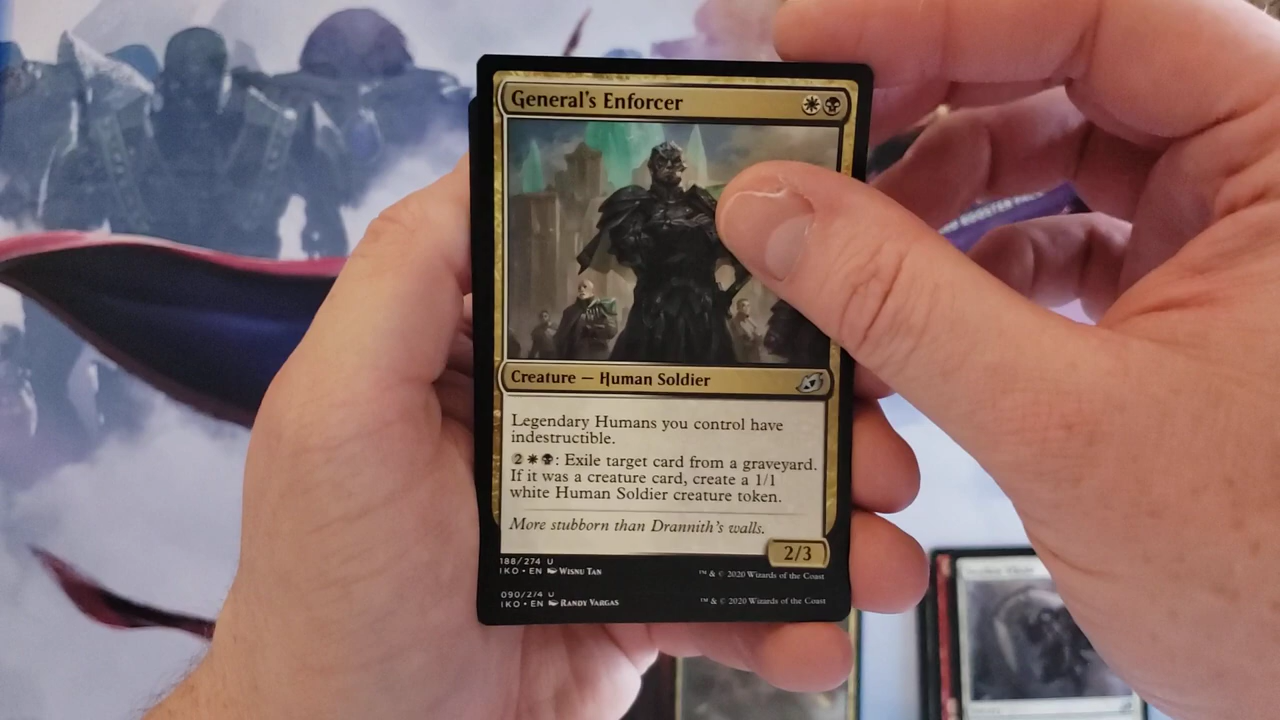 General's Enforcer
Creature — Human Soldier
Legendary Humans you control have
indestructible.
2: Exile target card from a graveyard.
If it was a creature card, create a 1/1
white Human Soldier creature token.
More stubborn than Drannith's walls.
2/3
188/274 U
IKO • EN Wisnu Tan
™ & © 2020 Wizards of the Coast
090/274 U
IKO • EN Randy Vargas
™ & © 2020 Wizards of the Coast
BOOSTER